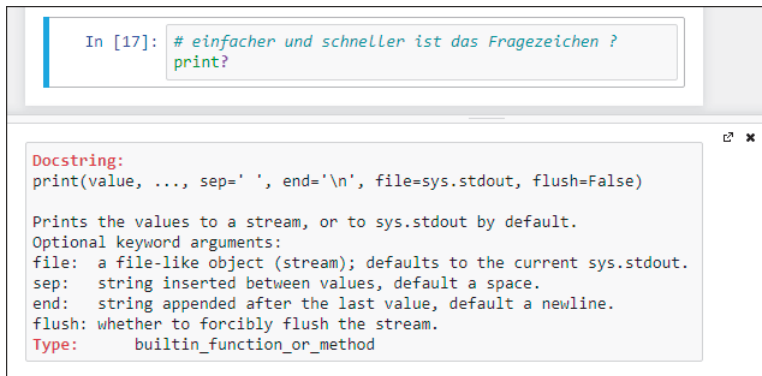 In [17]: # einfacher und schneller ist das Fragezeichen ?
print?
Docstring:
print(value, ..., sep=' ', end='\n', file=sys.stdout, flush=False)
Prints the values to a stream, or to sys.stdout by default.
Optional keyword arguments:
file:  a file-like object (stream); defaults to the current sys.stdout.
sep:   string inserted between values, default a space.
end:   string appended after the last value, default a newline.
flush: whether to forcibly flush the stream.
Type:      builtin_function_or_method